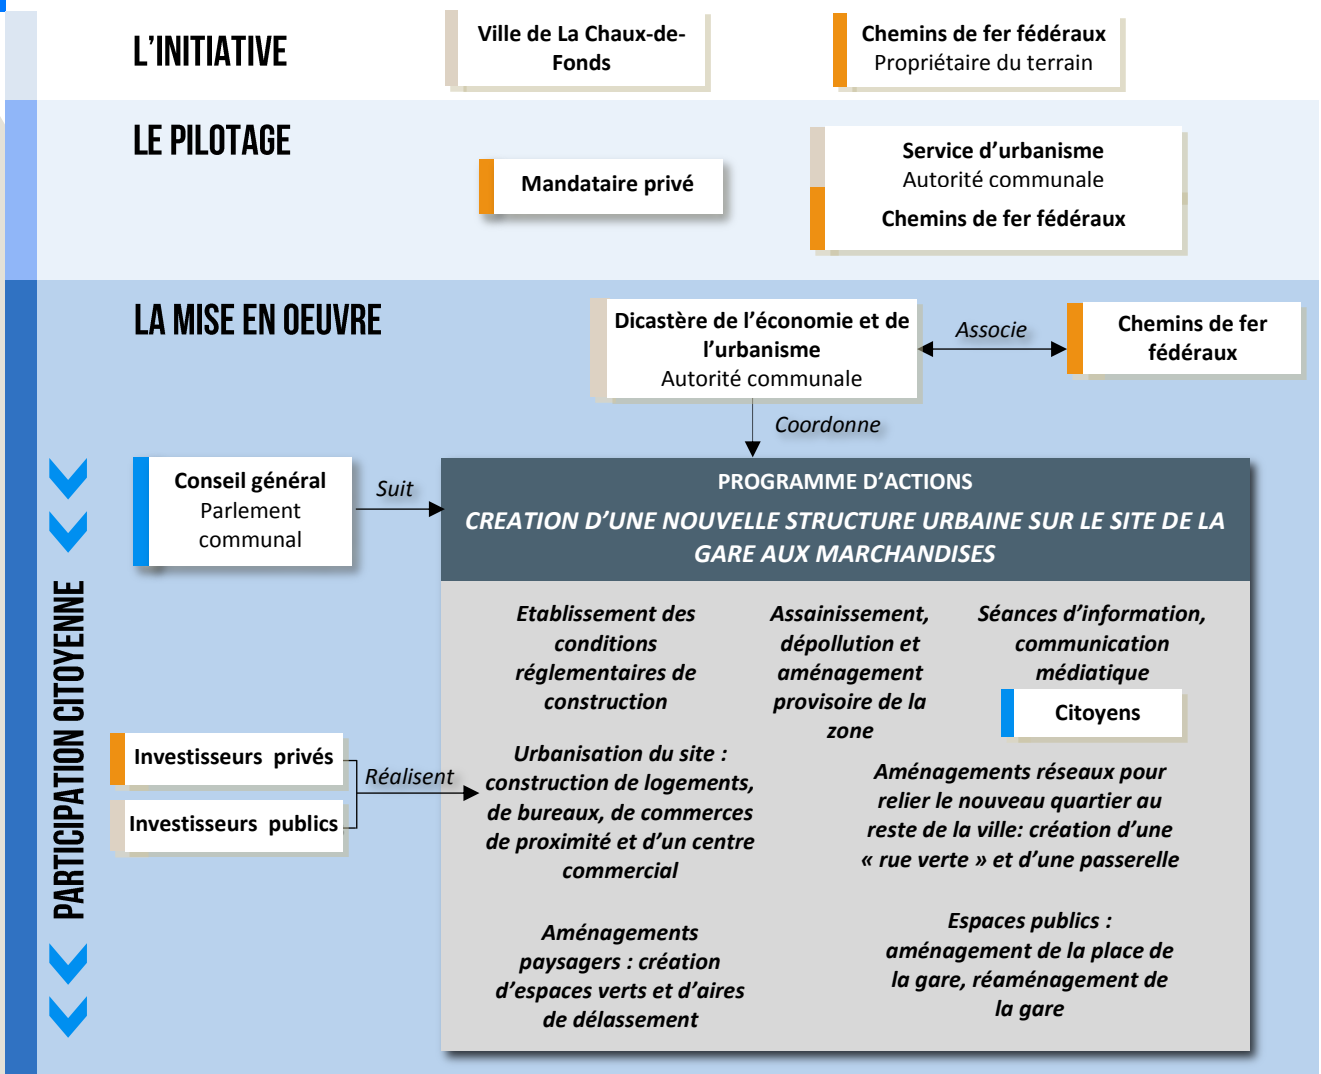 L'INITIATIVE
Ville de La Chaux-de-
Fonds
Chemins de fer fédéraux
Propriétaire du terrain
LE PILOTAGE
Mandataire privé
Service d'urbanisme
Autorité communale
Chemins de fer fédéraux
LA MISE EN OEUVRE
Dicastère de l'économie et de
l'urbanisme
Autorité communale
Associe
Chemins de fer
fédéraux
Coordonne
Conseil général
Parlement
communal
Suit
PROGRAMME D'ACTIONS
CREATION D'UNE NOUVELLE STRUCTURE URBAINE SUR LE SITE DE LA
GARE AUX MARCHANDISES
PARTICIPATION CITOYENNE
Etablissement des
conditions
réglementaires de
construction
Assainissement,
dépollution et
aménagement
provisoire de la
zone
Séances d'information,
communication
médiatique
Citoyens
Investisseurs privés
Investisseurs publics
Réalisent
Urbanisation du site :
construction de logements,
de bureaux, de commerces
de proximité et d'un centre
commercial
Aménagements réseaux pour
relier le nouveau quartier au
reste de la ville: création d'une
« rue verte » et d'une passerelle
Aménagements
paysagers : création
d'espaces verts et d'aires
de délassement
Espaces publics :
aménagement de la place de
la gare, réaménagement de
la gare